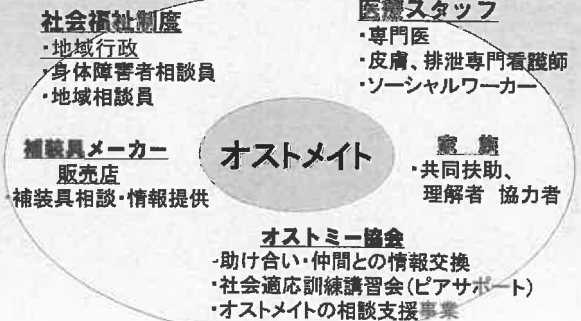 社会福祉制度
・地域行政
・身体障害者相談員
・地域相談員
医療スタッフ
・専門医
・皮膚、排泄専門看護師
・ソーシャルワーカー
補装具メーカー
販売店
・補装具相談・情報提供
オストメイト
家族
・共同扶助、
理解者 協力者
オストミー協会
・助け合い・仲間との情報交換
・社会適応訓練講習会(ピアサポート)
・オストメイトの相談支援事業